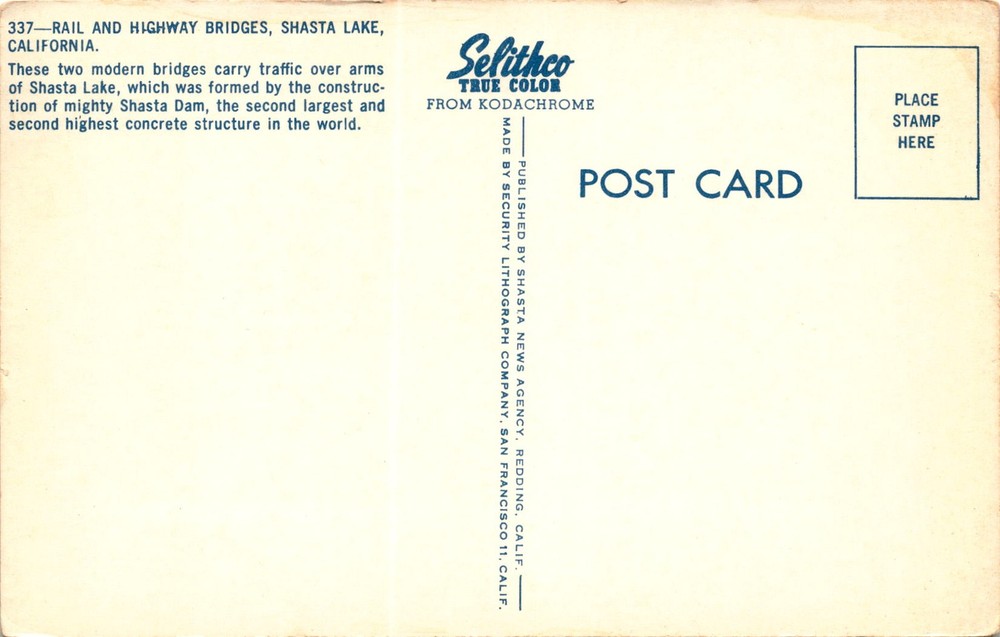 337—RAIL AND HIGHWAY BRIDGES, SHASTA LAKE,
CALIFORNIA.
These two modern bridges carry traffic over arms
of Shasta Lake, which was formed by the construc-
tion of mighty Shasta Dam, the second largest and
second highest concrete structure in the world.
Selithco
TRUE COLOR
FROM KODACHROME
PUBLISHED BY SHASTA NEWS AGENCY, REDDING, CALIF.
MADE BY SECURITY LITHOGRAPH COMPANY, SAN FRANCISCO 11, CALIF.
POST CARD
PLACE
STAMP
HERE